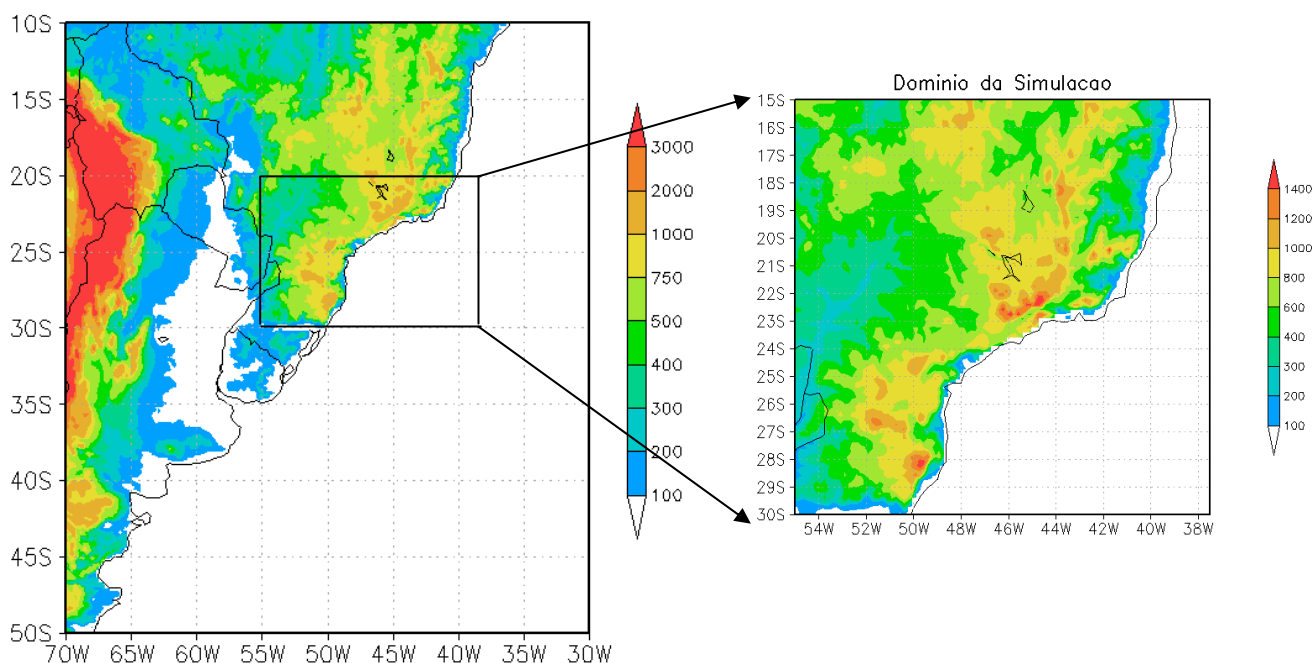 10S
15S
20S
25S
30S
35S
40S
45S
50S
70W 65W 60W 55W 50W 45W 40W 35W 30W
3000
2000
1000
750
500
400
300
200
100
Dominio da Simulacao
15S
16S
17S
18S
19S
20S
21S
22S
23S
24S
25S
26S
27S
28S
29S
30S
54W 52W 50W 48W 46W 44W 42W 40W 38W
1400
1200
1000
800
600
400
300
200
100